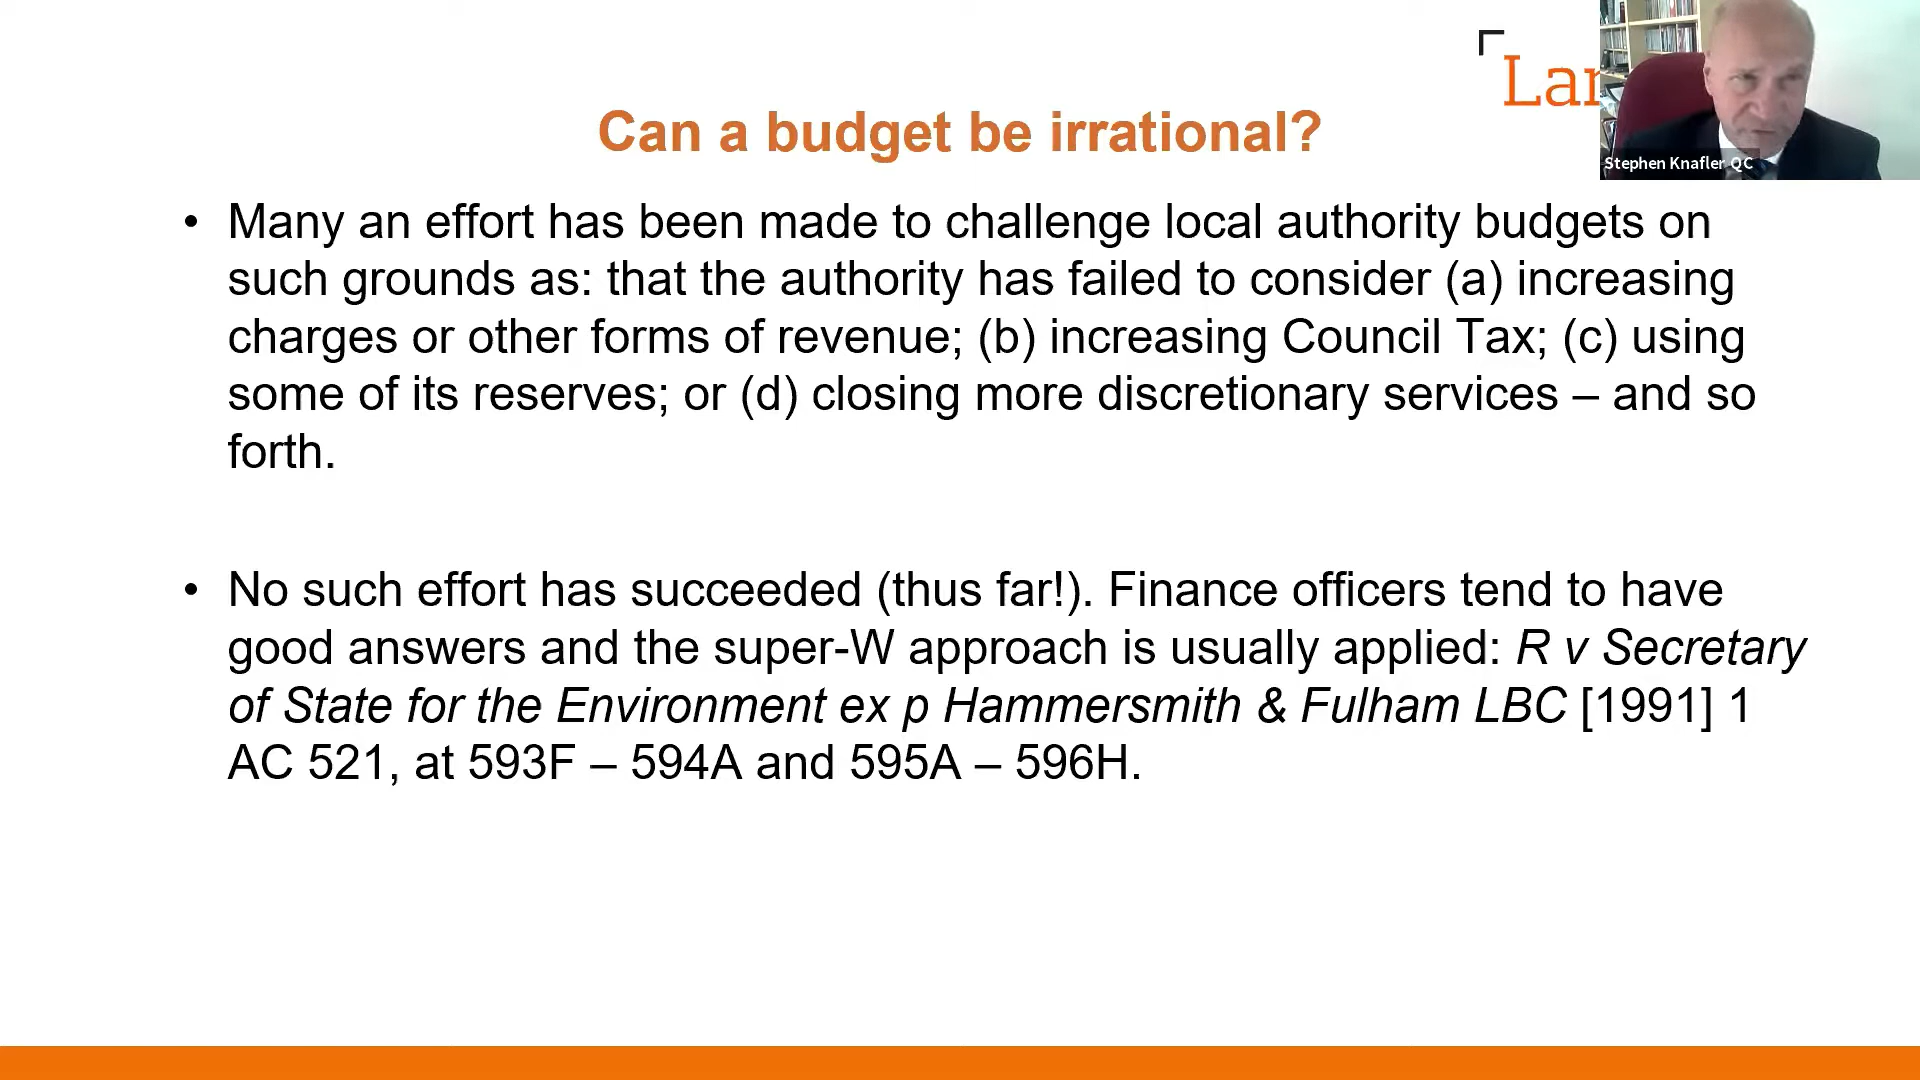 Lar
Stephen Knafler QC
Can a budget be irrational?
• Many an effort has been made to challenge local authority budgets on
such grounds as: that the authority has failed to consider (a) increasing
charges or other forms of revenue; (b) increasing Council Tax; (c) using
some of its reserves; or (d) closing more discretionary services – and so
forth.
• No such effort has succeeded (thus far!). Finance officers tend to have
good answers and the super-W approach is usually applied: R v Secretary
of State for the Environment ex p Hammersmith & Fulham LBC [1991] 1
AC 521, at 593F – 594A and 595A – 596H.